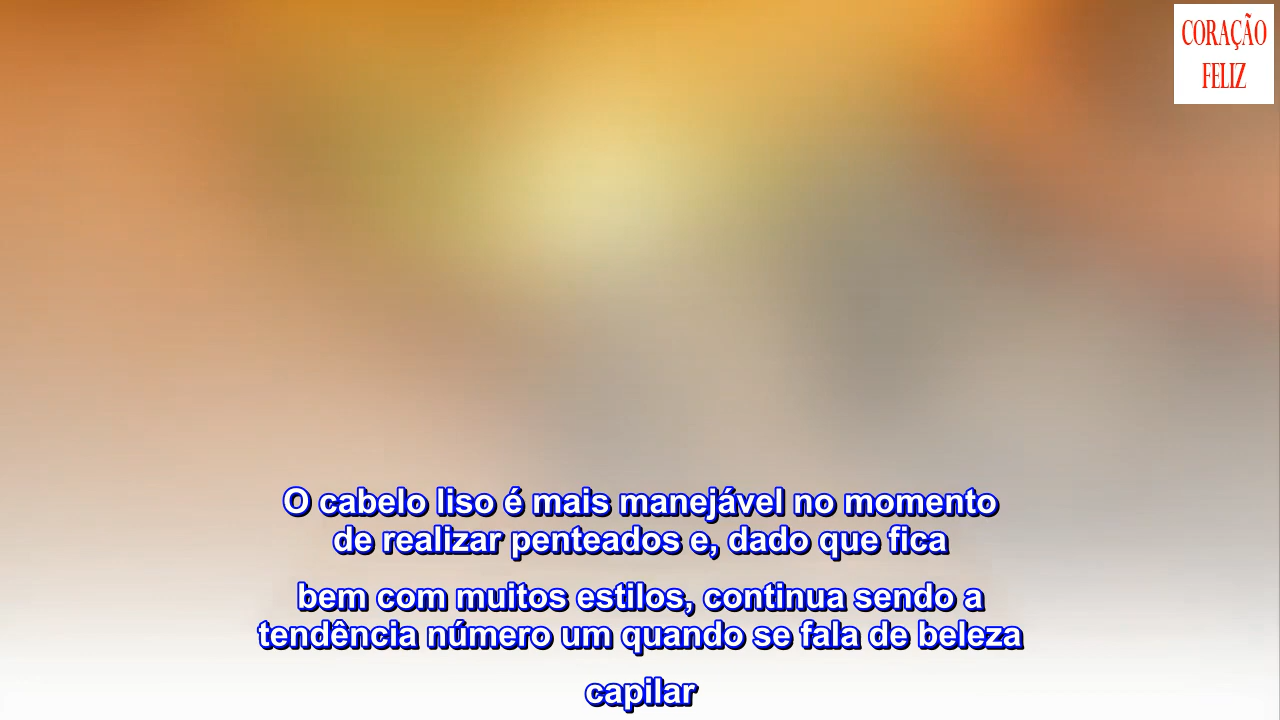 CORAÇÃO
FELIZ
O cabelo liso é mais manejável no momento
de realizar penteados e, dado que fica
bem com muitos estilos, continua sendo a
tendência número um quando se fala de beleza
capilar